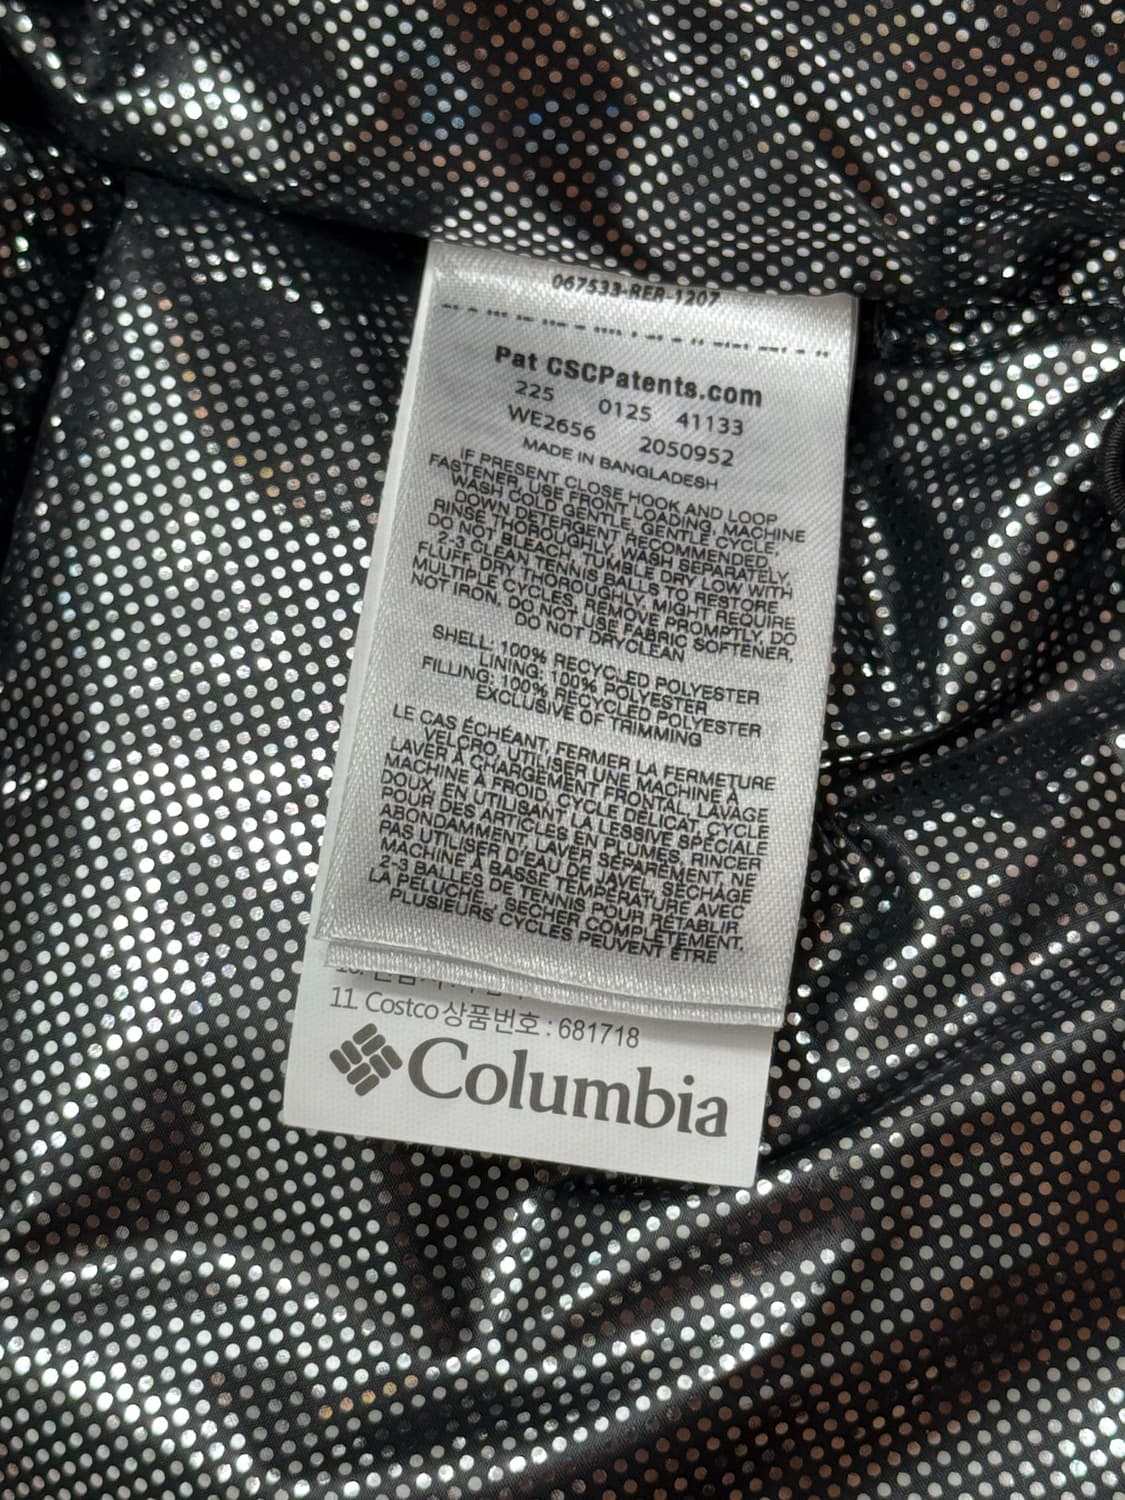 067533-RER-1207
Pat CSCPatents.com
225 0125 41133
WE2656 2050952
MADE IN BANGLADESH
IF PRESENT CLOSE HOOK AND LOOP
FASTENER, USE FRONT LOADING, MACHINE
WASH COLD GENTLE, GENTLE CYCLE,
DOWN DETERGENT RECOMMENDED,
RINSE THOROUGHLY, WASH SEPARATELY,
DO NOT BLEACH, TUMBLE DRY LOW WITH
2-3 CLEAN TENNIS BALLS TO RESTORE
FLUFF, DRY THOROUGHLY, MIGHT REQUIRE
MULTIPLE CYCLES, REMOVE PROMPTLY, DO
NOT IRON, DO NOT USE FABRIC SOFTENER,
DO NOT DRYCLEAN
SHELL: 100% RECYCLED POLYESTER
LINING: 100% POLYESTER
FILLING: 100% RECYCLED POLYESTER
EXCLUSIVE OF TRIMMING
LE CAS ÉCHÉANT, FERMER LA FERMETURE
VELCRO, UTILISER UNE MACHINE À
LAVER À CHARGEMENT FRONTAL, LAVAGE
MACHINE À FROID, CYCLE DÉLICAT, CYCLE
DOUX, EN UTILISANT LA LESSIVE SPÉCIALE
POUR DES ARTICLES EN PLUMES, RINCER
ABONDAMMENT, LAVER SÉPARÉMENT, NE
PAS UTILISER D'EAU DE JAVEL, SÉCHAGE
MACHINE À BASSE TEMPÉRATURE AVEC
2-3 BALLES DE TENNIS POUR RÉTABLIR
LA PELUCHE., SÉCHER COMPLÈTEMENT.
PLUSIEURS CYCLES PEUVENT ÊTRE
11 Costco상품번호 : 681718
Columbia